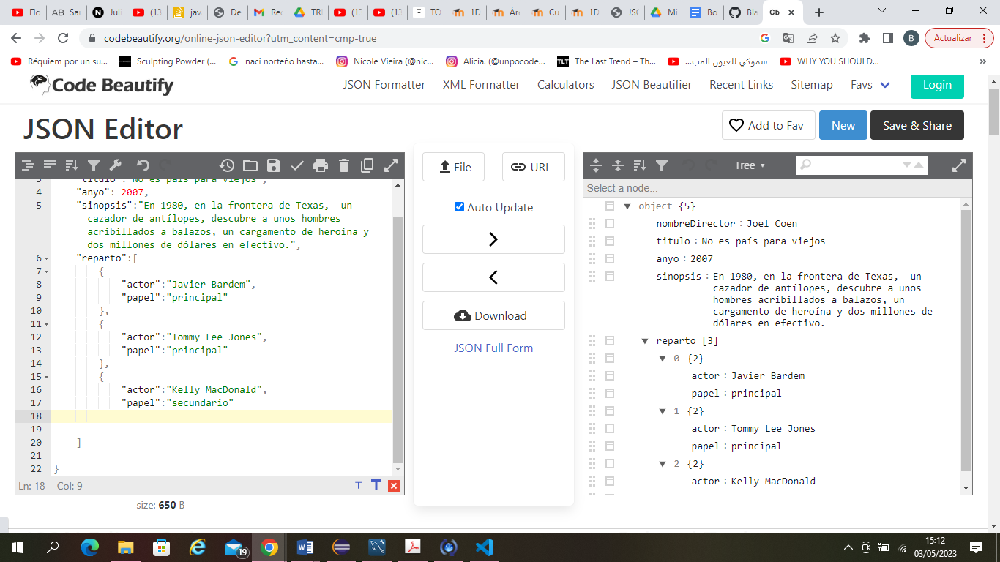 По
AB Sar
Juli
(13
jav
De
Rec
TRI
(13
(13
TO
1D
Árc
Cu
1D
JSC
Mi
Bo
Bla
Cb
codebeautify.org/online-json-editor?utm_content=cmp-true
B
Actualizar
Réquiem por un su...
Sculpting Powder (...
naci norteño hasta...
Nicole Vieira (@nic...
Alicia. (@unpocode...
TLT The Last Trend – Th...
سموكي للعيون المب...
WHY YOU SHOULD...
»
Code Beautify
JSON Formatter
XML Formatter
Calculators
JSON Beautifier
Recent Links
Sitemap
Favs
Login
JSON Editor
Add to Fav
New
Save & Share
3 "titulo":"No es país para viejos",
4 "anyo": 2007,
5 "sinopsis":"En 1980, en la frontera de Texas,  un
cazador de antílopes, descubre a unos hombres
acribillados a balazos, un cargamento de heroína y
dos millones de dólares en efectivo.",
6 "reparto":[
7 {
8 "actor":"Javier Bardem",
9 "papel":"principal"
10 },
11 {
12 "actor":"Tommy Lee Jones",
13 "papel":"principal"
14 },
15 {
16 "actor":"Kelly MacDonald",
17 "papel":"secundario"
18
19
20 ]
21
22 }
Ln: 18 Col: 9
T T
size: 650 B
File
URL
Auto Update
Download
JSON Full Form
Tree
Select a node...
object {5}
nombreDirector : Joel Coen
titulo : No es país para viejos
anyo : 2007
sinopsis : En 1980, en la frontera de Texas,  un
cazador de antílopes, descubre a unos
hombres acribillados a balazos, un
cargamento de heroína y dos millones de
dólares en efectivo.
reparto [3]
0 {2}
actor : Javier Bardem
papel : principal
1 {2}
actor : Tommy Lee Jones
papel : principal
2 {2}
actor : Kelly MacDonald
19
15:12
03/05/2023